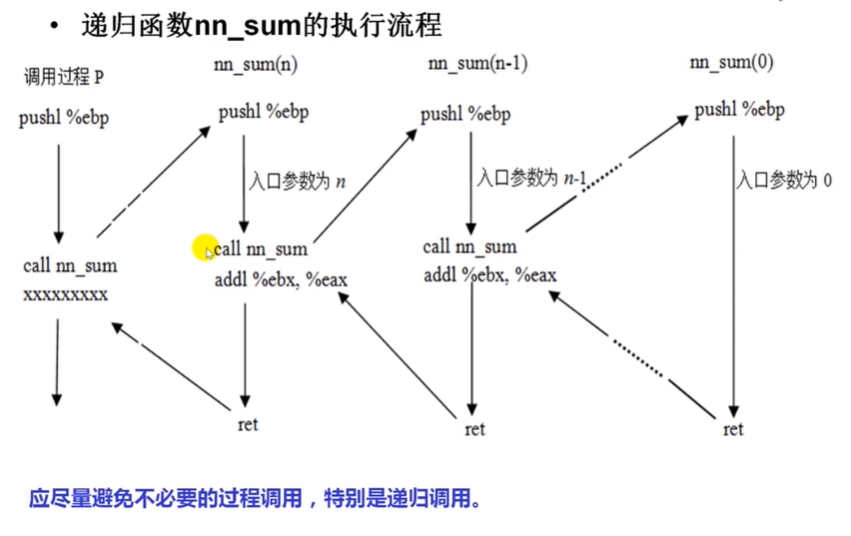 • 递归函数nn_sum的执行流程
调用过程 P
pushl %ebp
call nn_sum
xxxxxxxxx
nn_sum(n)
pushl %ebp
入口参数为 n
call nn_sum
addl %ebx, %eax
ret
nn_sum(n-1)
pushl %ebp
入口参数为 n-1
call nn_sum
addl %ebx, %eax
ret
nn_sum(0)
pushl %ebp
入口参数为 0
ret
应尽量避免不必要的过程调用，特别是递归调用。